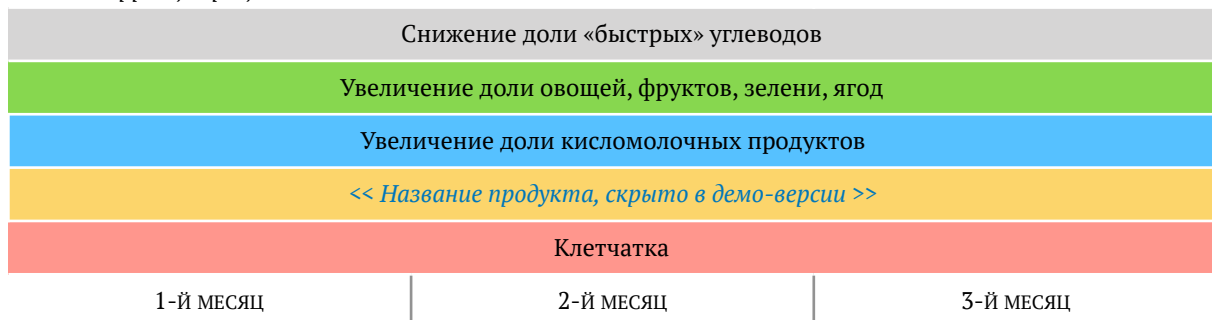 Снижение доли «быстрых» углеводов
Увеличение доли овощей, фруктов, зелени, ягод
Увеличение доли кисломолочных продуктов
<< Название продукта, скрыто в демо-версии >>
Клетчатка
1-Й МЕСЯЦ 2-Й МЕСЯЦ 3-Й МЕСЯЦ